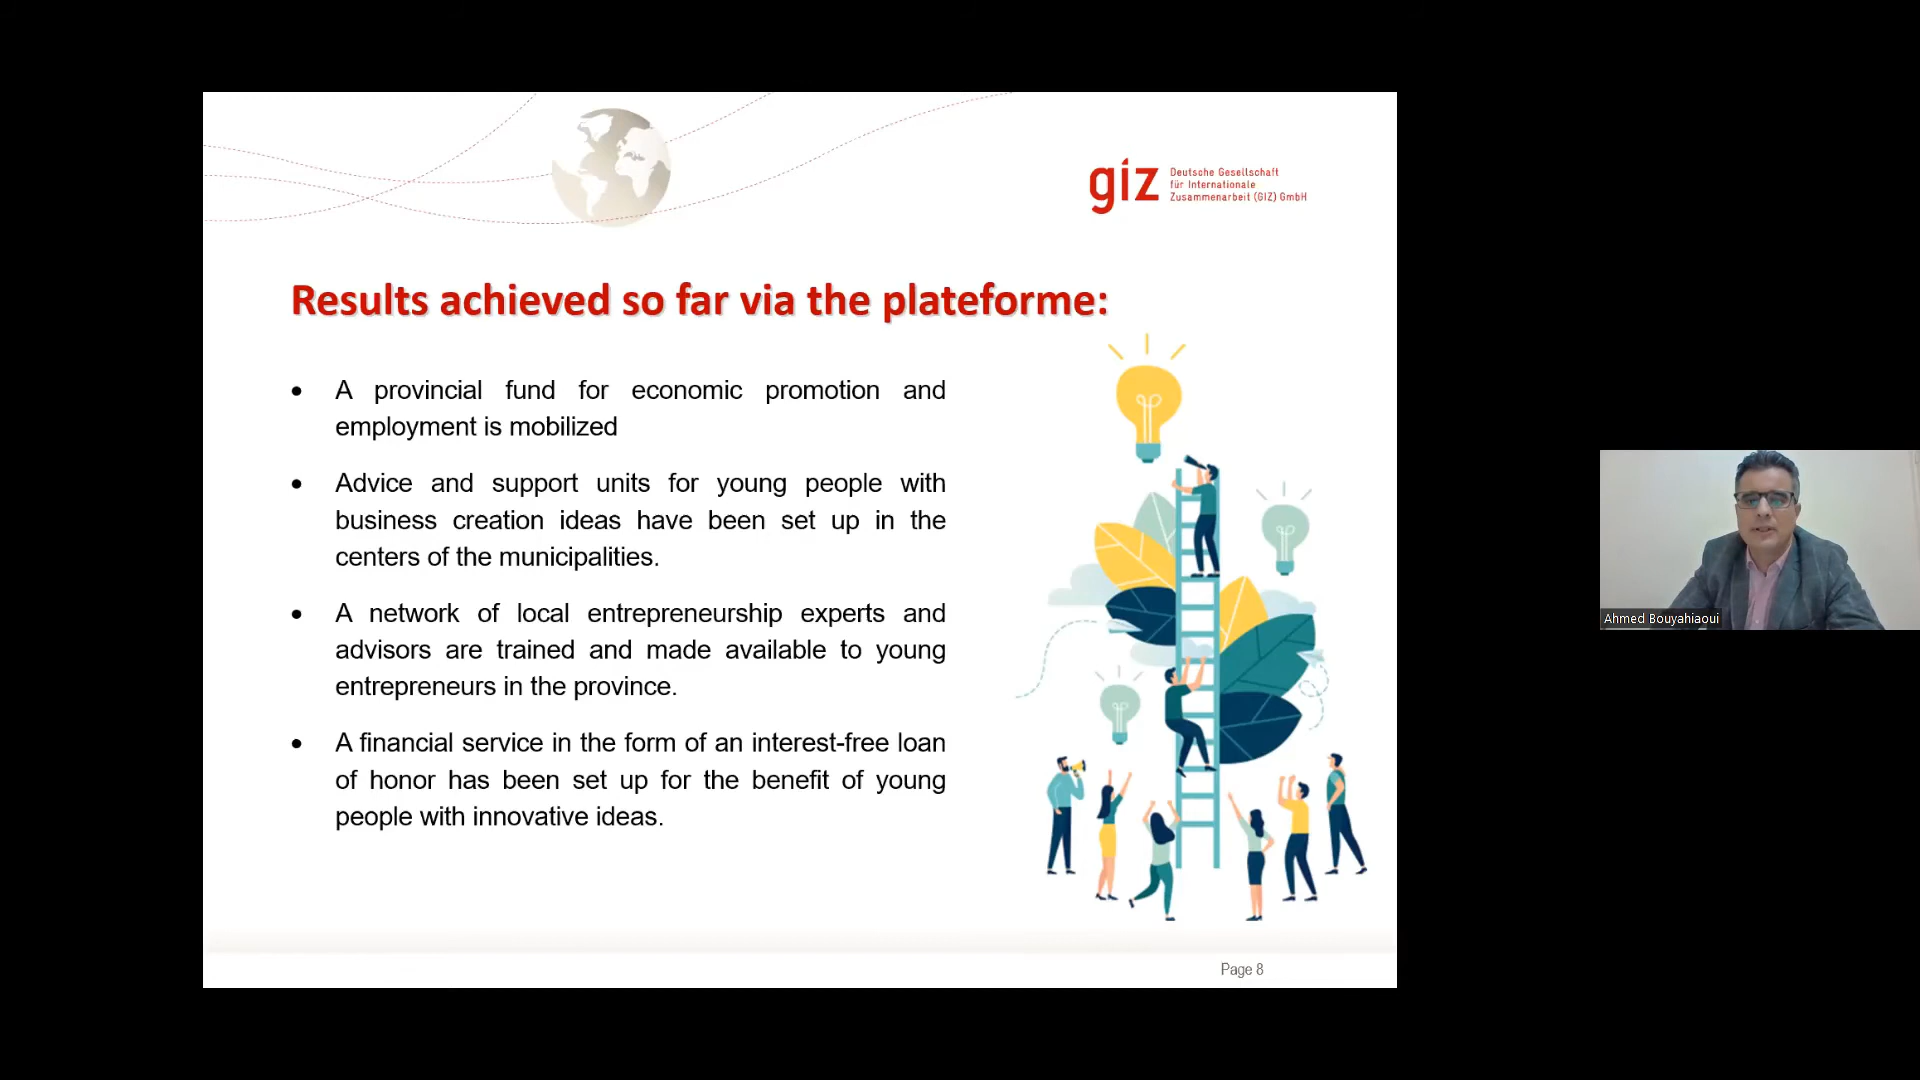 giz
Deutsche Gesellschaft
für Internationale
Zusammenarbeit (GIZ) GmbH
Results achieved so far via the plateforme:
• A provincial fund for economic promotion and
employment is mobilized
• Advice and support units for young people with
business creation ideas have been set up in the
centers of the municipalities.
• A network of local entrepreneurship experts and
advisors are trained and made available to young
entrepreneurs in the province.
• A financial service in the form of an interest-free loan
of honor has been set up for the benefit of young
people with innovative ideas.
Page 8
Ahmed Bouyahiaoui